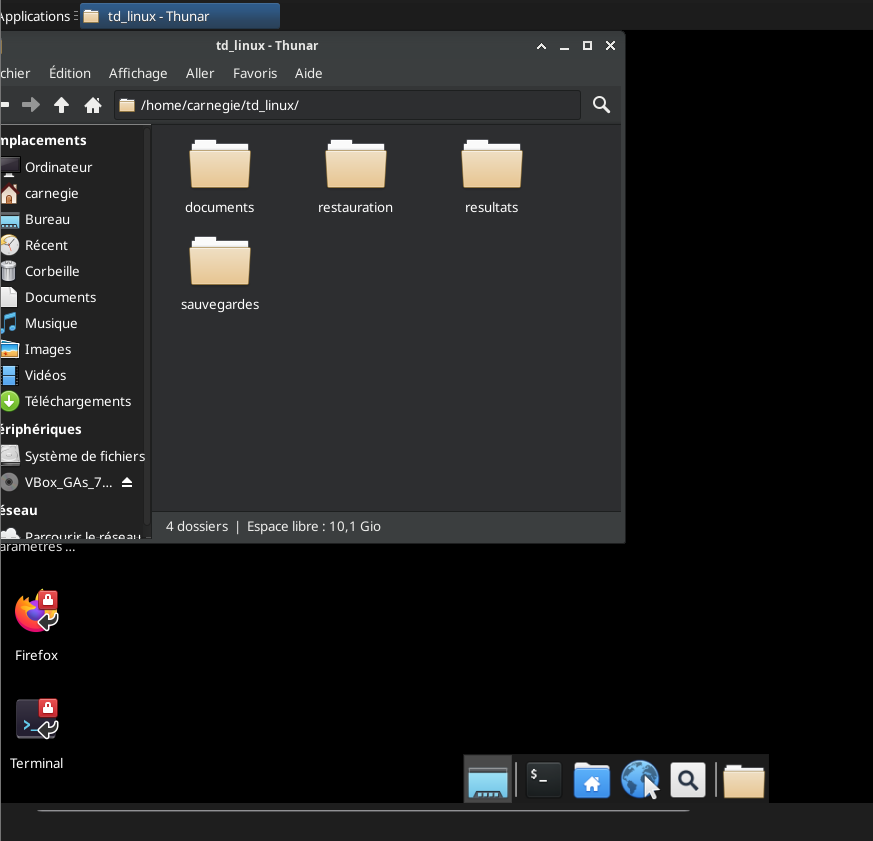 Applications
td_linux - Thunar
td_linux - Thunar
chier Édition Affichage Aller Favoris Aide
/home/carnegie/td_linux/
mplacements
Ordinateur
carnegie
Bureau
Récent
Corbeille
Documents
Musique
Images
Vidéos
Téléchargements
ériphériques
Système de fichiers
VBox_GAs_7...
éseau
Parcourir le réseau
documents
restauration
resultats
sauvegardes
4 dossiers | Espace libre : 10,1 Gio
aramètres ...
Firefox
Terminal
$_